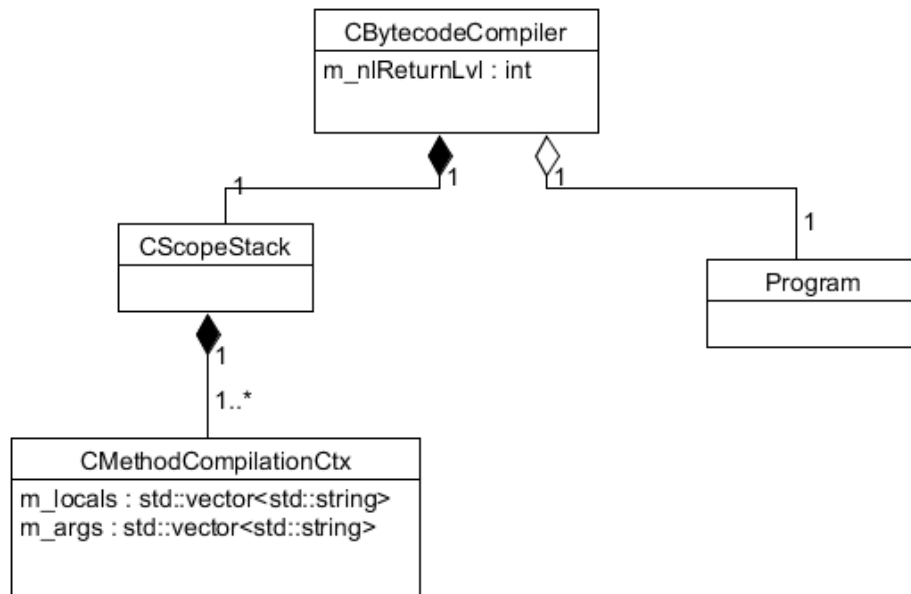 CBytecodeCompiler
m_nlReturnLvl : int
1
1
1
1
CScopeStack
Program
1
1..*
CMethodCompilationCtx
m_locals : std::vector<std::string>
m_args : std::vector<std::string>